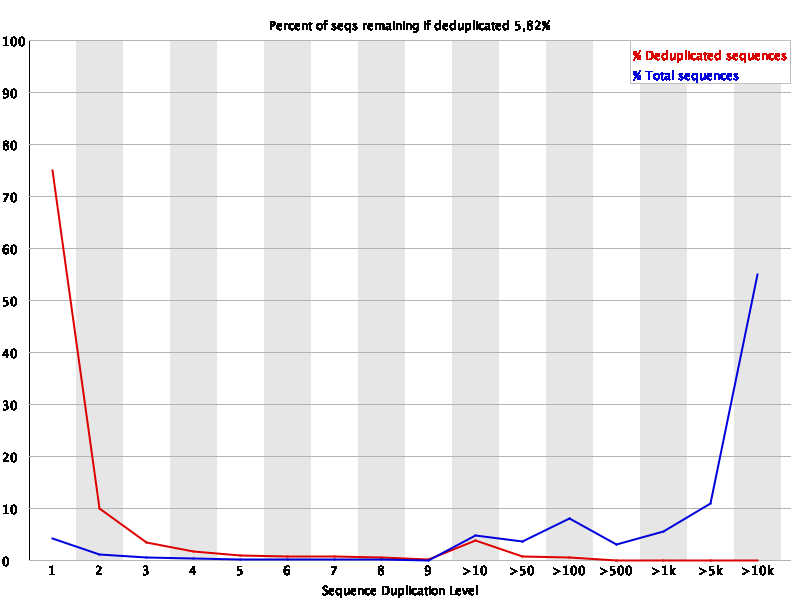 Percent of seqs remaining if deduplicated 5,82%
% Deduplicated sequences
% Total sequences
100
90
80
70
60
50
40
30
20
10
0
1 2 3 4 5 6 7 8 9 >10 >50 >100 >500 >1k >5k >10k
Sequence Duplication Level